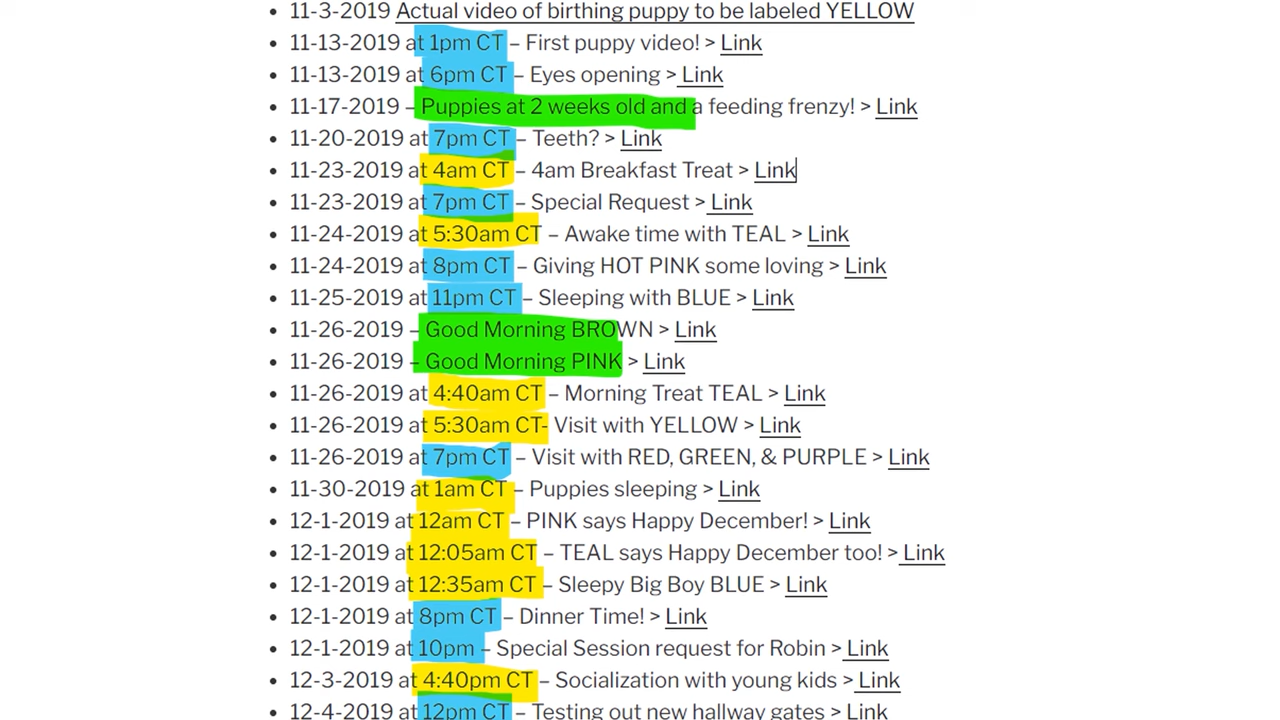 11-3-2019 Actual video of birthing puppy to be labeled YELLOW
11-13-2019 at 1pm CT – First puppy video! > Link
11-13-2019 at 6pm CT – Eyes opening > Link
11-17-2019 – Puppies at 2 weeks old and a feeding frenzy! > Link
11-20-2019 at 7pm CT – Teeth? > Link
11-23-2019 at 4am CT – 4am Breakfast Treat > Link
11-23-2019 at 7pm CT – Special Request > Link
11-24-2019 at 5:30am CT – Awake time with TEAL > Link
11-24-2019 at 8pm CT – Giving HOT PINK some loving > Link
11-25-2019 at 11pm CT – Sleeping with BLUE > Link
11-26-2019 – Good Morning BROWN > Link
11-26-2019 – Good Morning PINK > Link
11-26-2019 at 4:40am CT – Morning Treat TEAL > Link
11-26-2019 at 5:30am CT- Visit with YELLOW > Link
11-26-2019 at 7pm CT – Visit with RED, GREEN, & PURPLE > Link
11-30-2019 at 1am CT – Puppies sleeping > Link
12-1-2019 at 12am CT – PINK says Happy December! > Link
12-1-2019 at 12:05am CT – TEAL says Happy December too! > Link
12-1-2019 at 12:35am CT – Sleepy Big Boy BLUE > Link
12-1-2019 at 8pm CT – Dinner Time! > Link
12-1-2019 at 10pm – Special Session request for Robin > Link
12-3-2019 at 4:40pm CT – Socialization with young kids > Link
12-4-2019 at 12pm CT – Testing out new hallway gates > Link